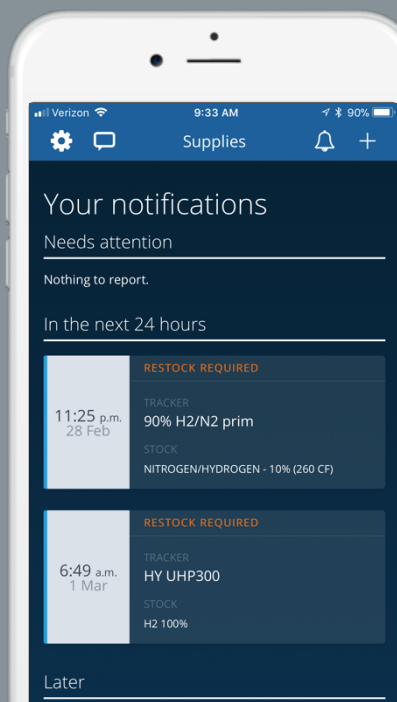 Verizon 9:33 AM 90%
Supplies
Your notifications
Needs attention
Nothing to report.
In the next 24 hours
RESTOCK REQUIRED
11:25 p.m.
28 Feb
TRACKER
90% H2/N2 prim
STOCK
NITROGEN/HYDROGEN - 10% (260 CF)
RESTOCK REQUIRED
6:49 a.m.
1 Mar
TRACKER
HY UHP300
STOCK
H2 100%
Later